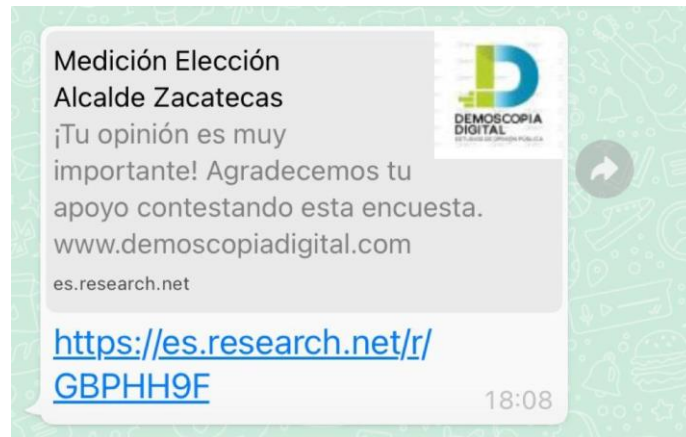 Medición Elección
Alcalde Zacatecas
¡Tu opinión es muy
importante! Agradecemos tu
apoyo contestando esta encuesta.
www.demoscopiadigital.com
es.research.net
DEMOSCOPIA
DIGITAL
https://es.research.net/r/
GBPHH9F
18:08